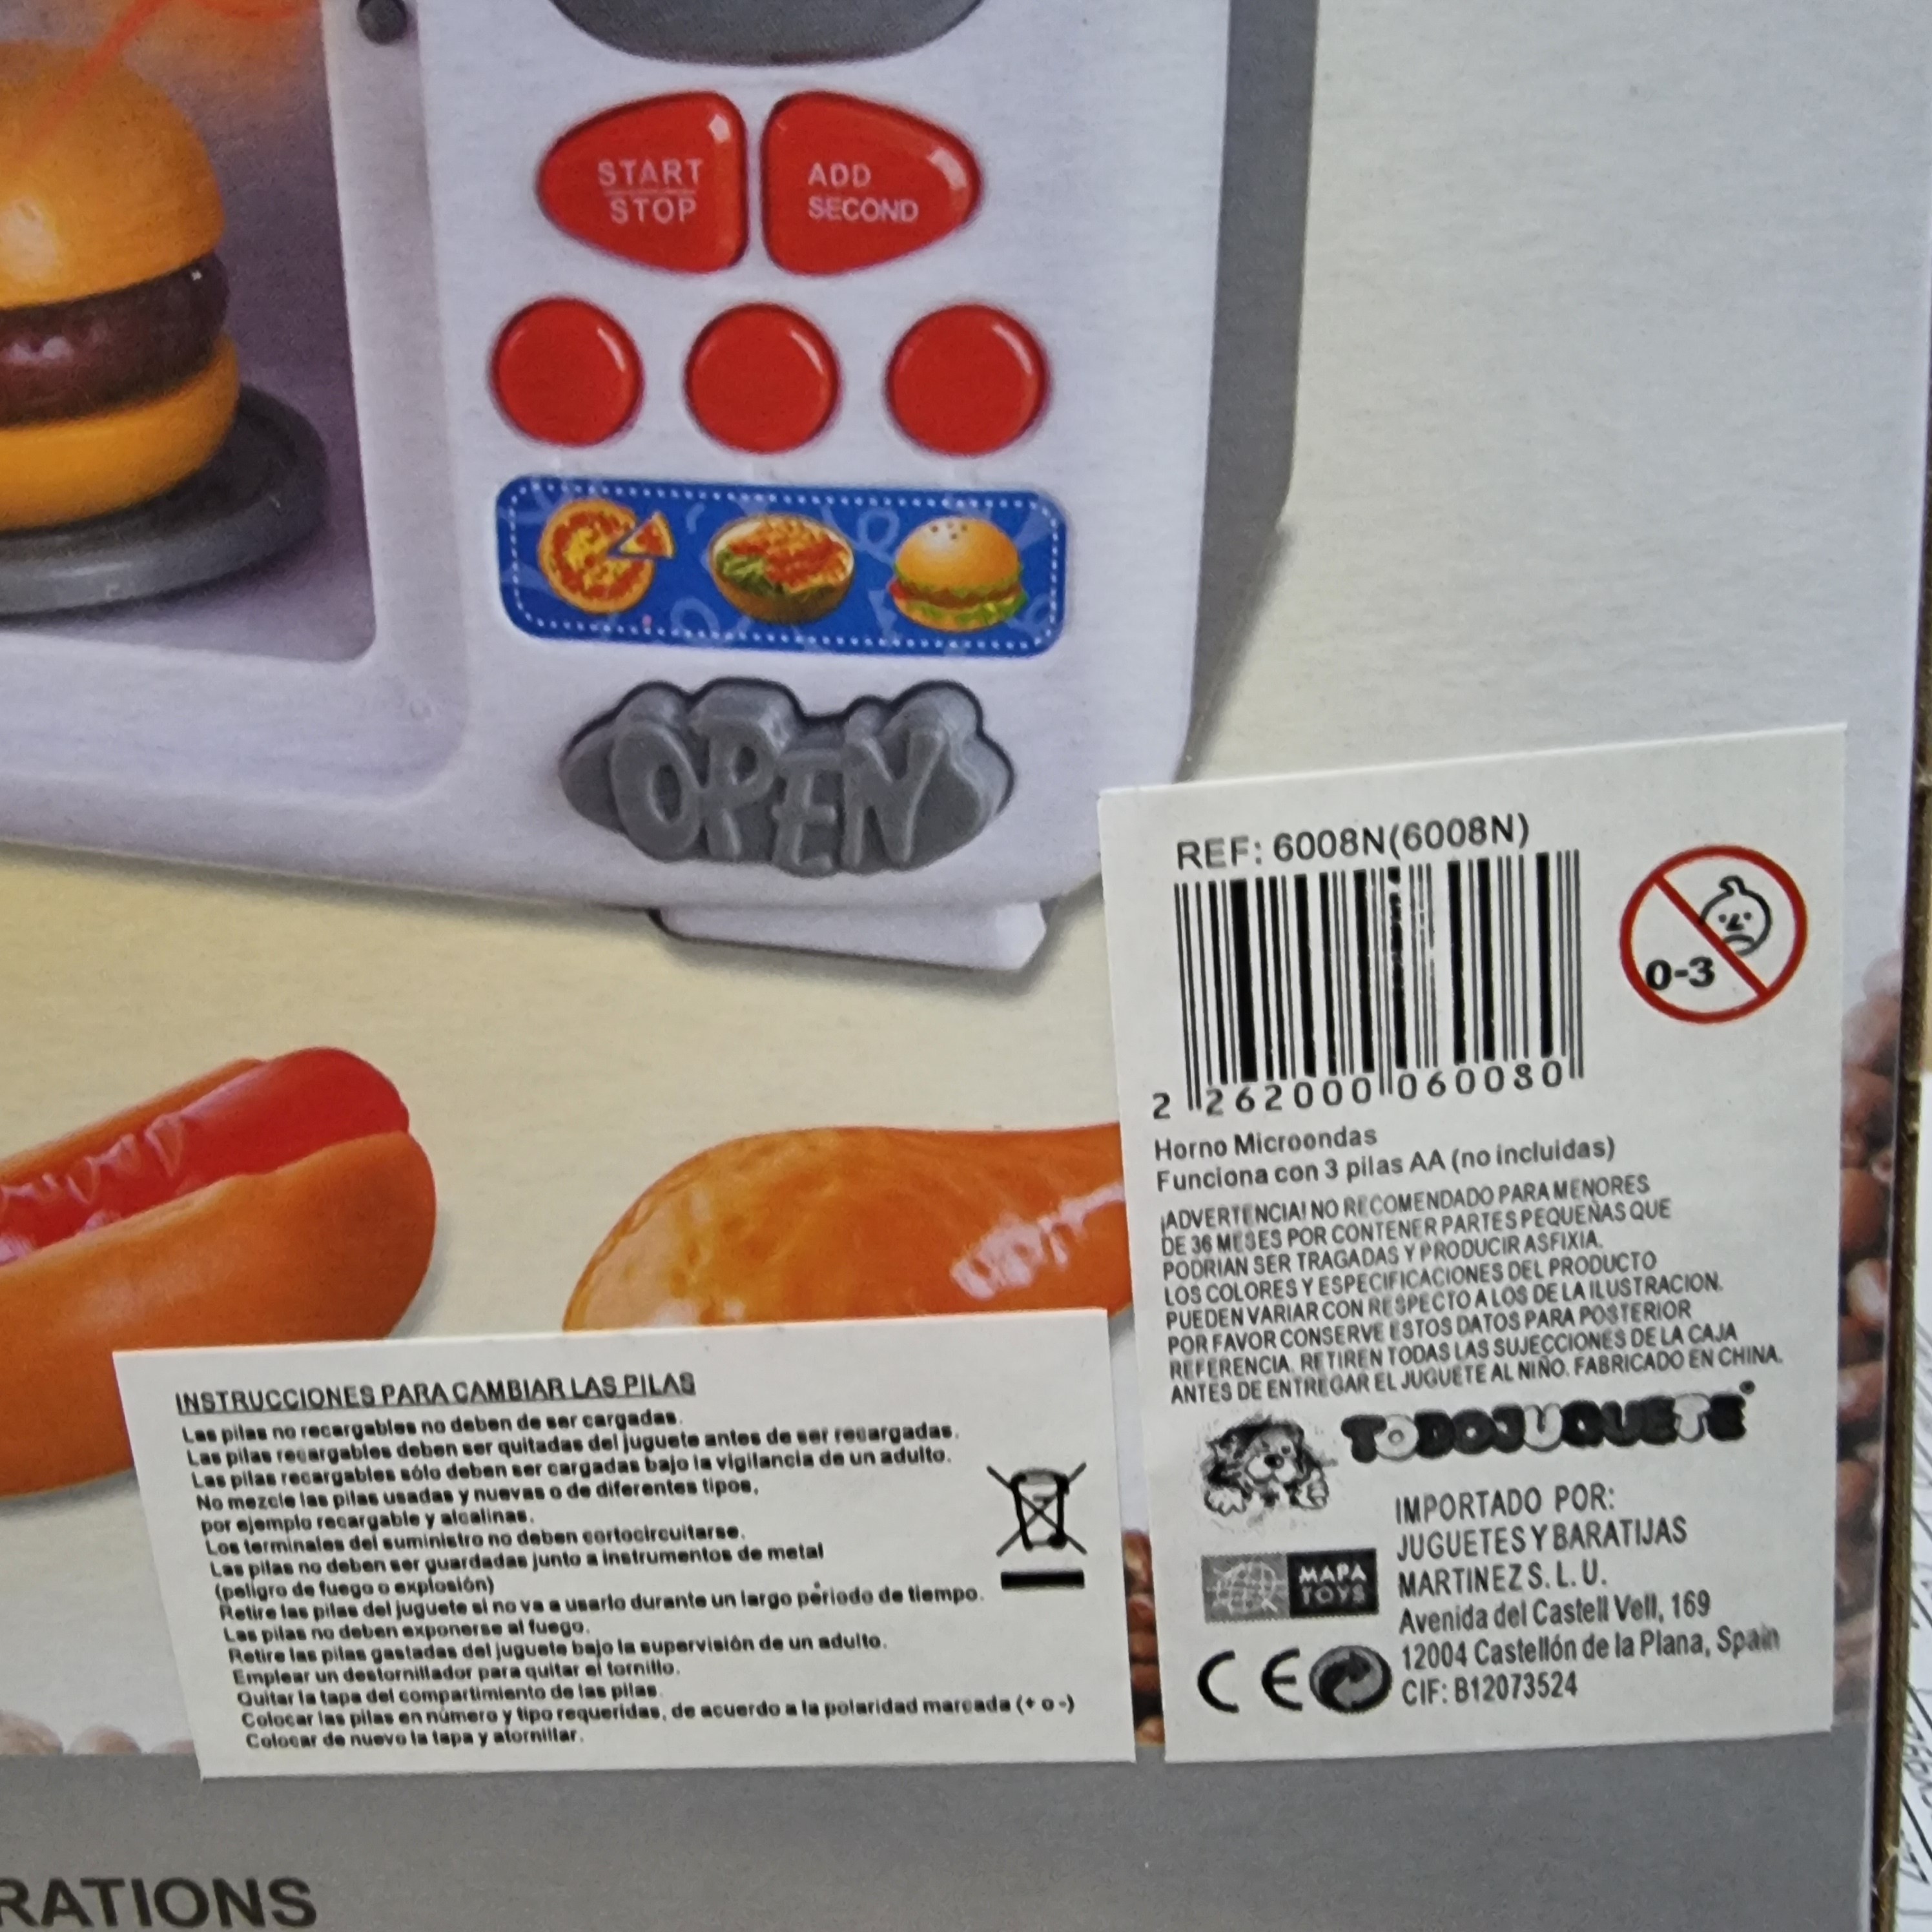 START
STOP
ADD
SECOND
OPEN
REF: 6008N(6008N)
0-3
2 262000 060080
Horno Microondas
Funciona con 3 pilas AA (no incluidas)
¡ADVERTENCIA! NO RECOMENDADO PARA MENORES
DE 36 MESES POR CONTENER PARTES PEQUEÑAS QUE
PODRIAN SER TRAGADAS Y PRODUCIR ASFIXIA.
LOS COLORES Y ESPECIFICACIONES DEL PRODUCTO
PUEDEN VARIAR CON RESPECTO A LOS DE LA ILUSTRACION.
POR FAVOR CONSERVE ESTOS DATOS PARA POSTERIOR
REFERENCIA. RETIREN TODAS LAS SUJECCIONES DE LA CAJA
ANTES DE ENTREGAR EL JUGUETE AL NIÑO. FABRICADO EN CHINA.
TODOJUQUETE®
MAPA
TOYS
IMPORTADO POR:
JUGUETES Y BARATIJAS
MARTINEZ S. L. U.
Avenida del Castell Vell, 169
12004 Castellón de la Plana, Spain
CIF: B12073524
CE
INSTRUCCIONES PARA CAMBIAR LAS PILAS
Las pilas no recargables no deben de ser cargadas.
Las pilas recargables deben ser quitadas del juguete antes de ser recargadas.
Las pilas recargables sólo deben ser cargadas bajo la vigilancia de un adulto.
No mezcle las pilas usadas y nuevas o de diferentes tipos,
por ejemplo recargable y alcalinas.
Los terminales del suministro no deben cortocircuitarse.
Las pilas no deben ser guardadas junto a instrumentos de metal
(peligro de fuego o explosión)
Retire las pilas del juguete si no va a usarlo durante un largo período de tiempo.
Las pilas no deben exponerse al fuego.
Retire las pilas gastadas del juguete bajo la supervisión de un adulto.
Emplear un destornillador para quitar el tornillo.
Quitar la tapa del compartimiento de las pilas.
Colocar las pilas en número y tipo requeridas, de acuerdo a la polaridad marcada (+ o -)
Colocar de nuevo la tapa y atornillar.
RATIONS